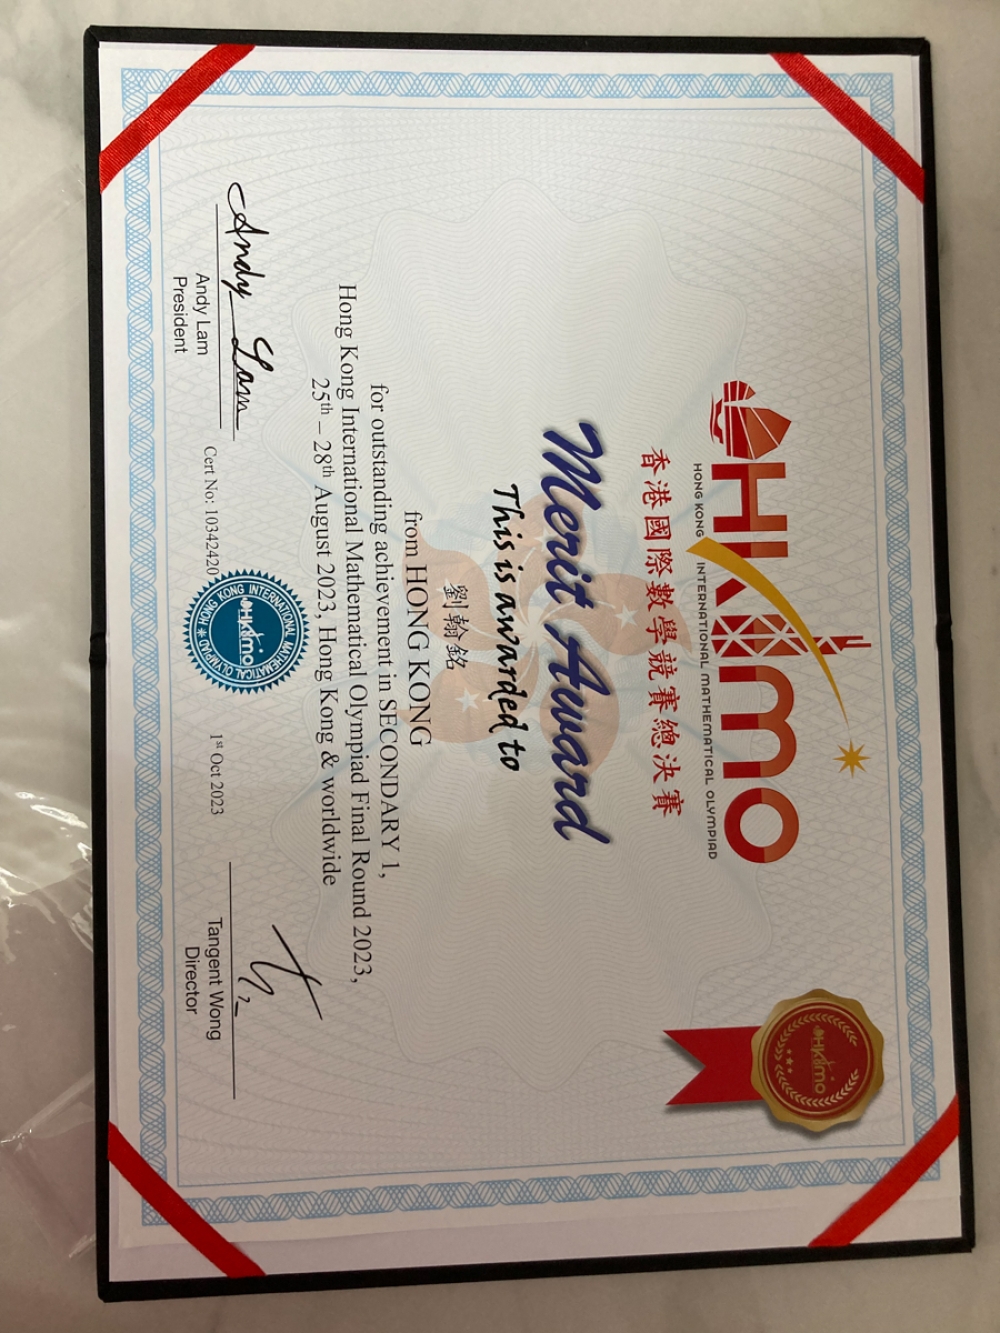 HKIMO
HONG KONG INTERNATIONAL MATHEMATICAL OLYMPIAD
香港國際數學競賽總決賽
HKIMO
Merit Award
This is awarded to
劉翰銘
from HONG KONG
for outstanding achievement in SECONDARY 1,
Hong Kong International Mathematical Olympiad Final Round 2023,
25th – 28th August 2023, Hong Kong & worldwide
Andy Lam
Andy Lam
President
Cert No: 10342420
HONG KONG INTERNATIONAL MATHEMATICAL OLYMPIAD
HKIMO
1st Oct 2023
Tangent Wong
Director